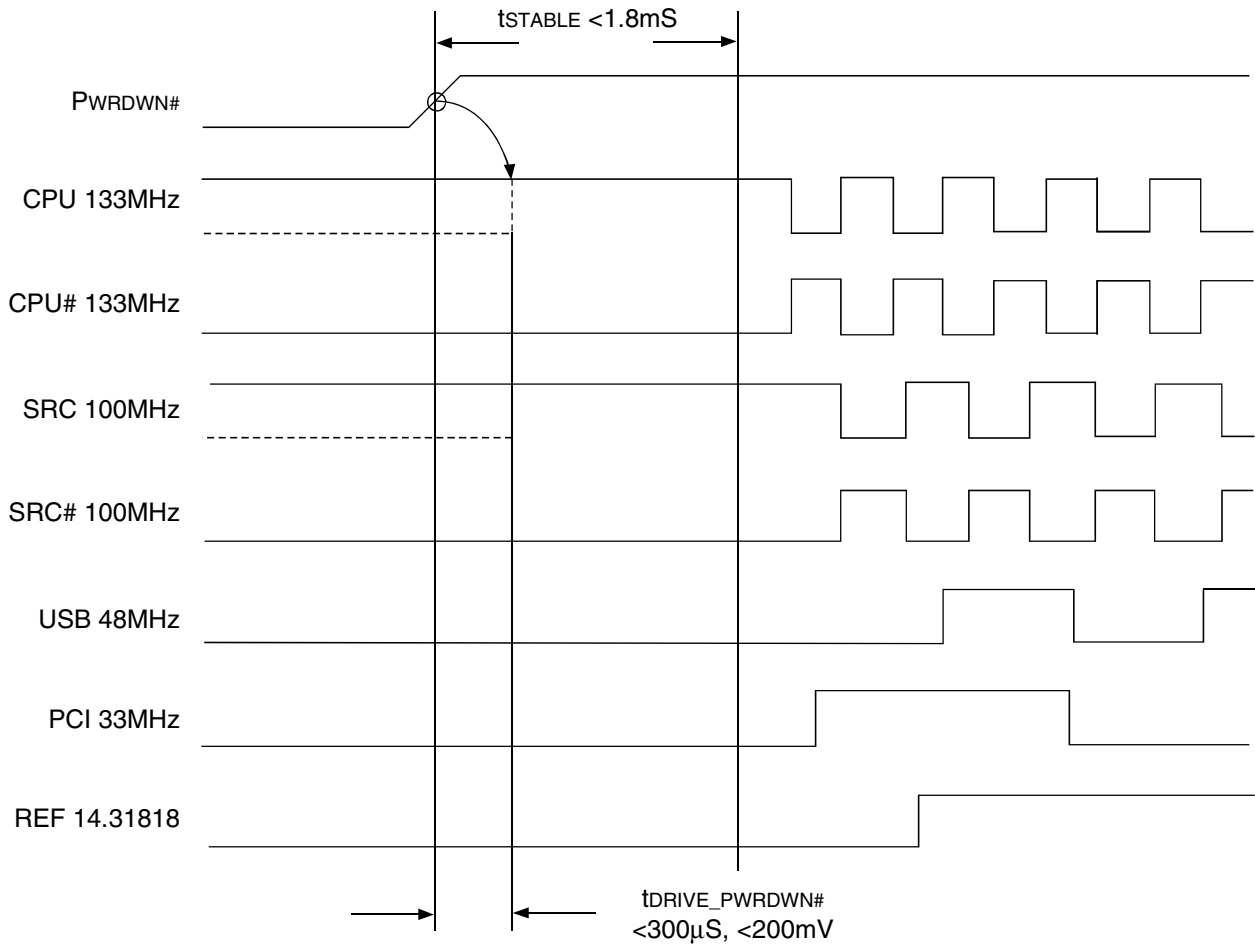 tSTABLE <1.8mS
PWRDWN#
CPU 133MHz
CPU# 133MHz
SRC 100MHz
SRC# 100MHz
USB 48MHz
PCI 33MHz
REF 14.31818
tDRIVE_PWRDWN#
<300μS, <200mV